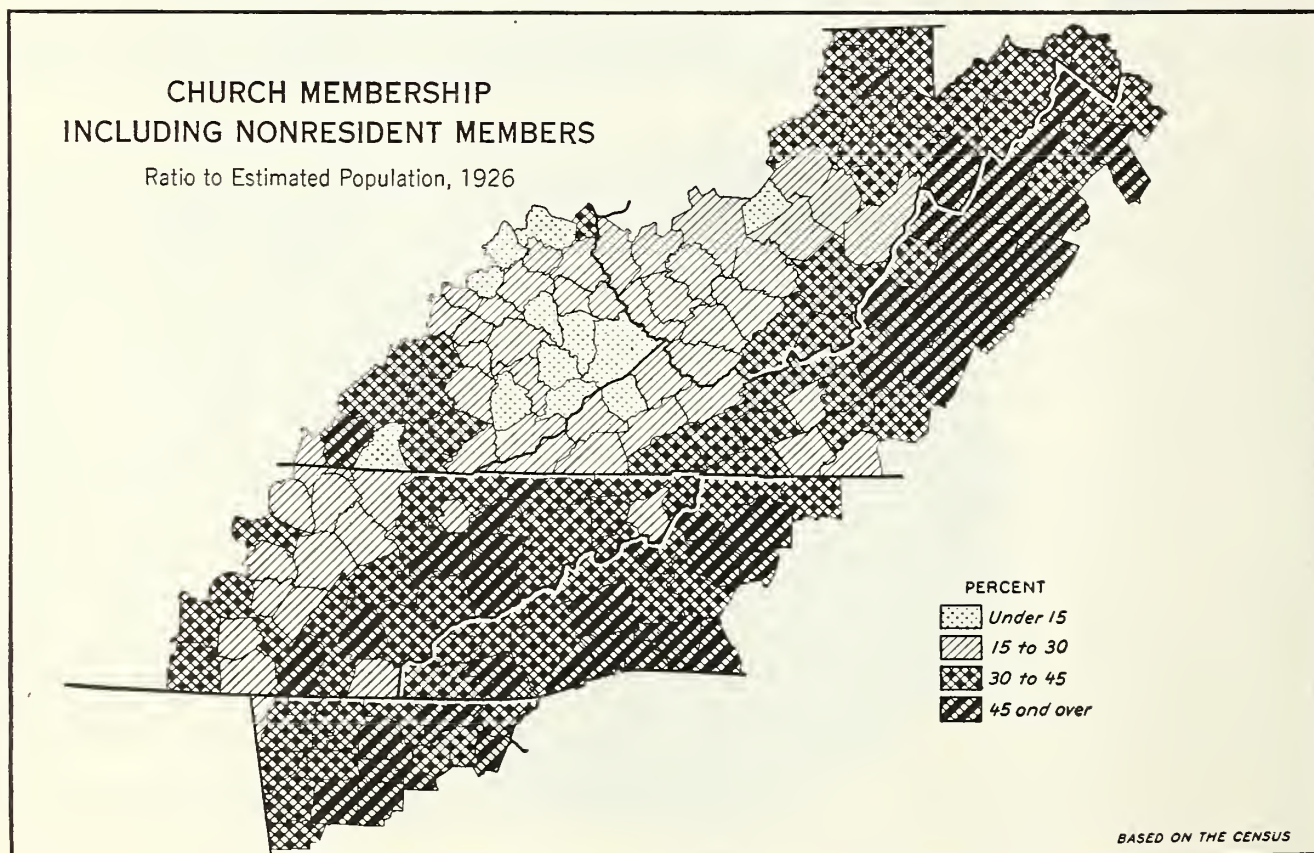 CHURCH MEMBERSHIP
INCLUDING NONRESIDENT MEMBERS
Ratio to Estimated Population, 1926
PERCENT
Under 15
15 to 30
30 to 45
45 and over
BASED ON THE CENSUS